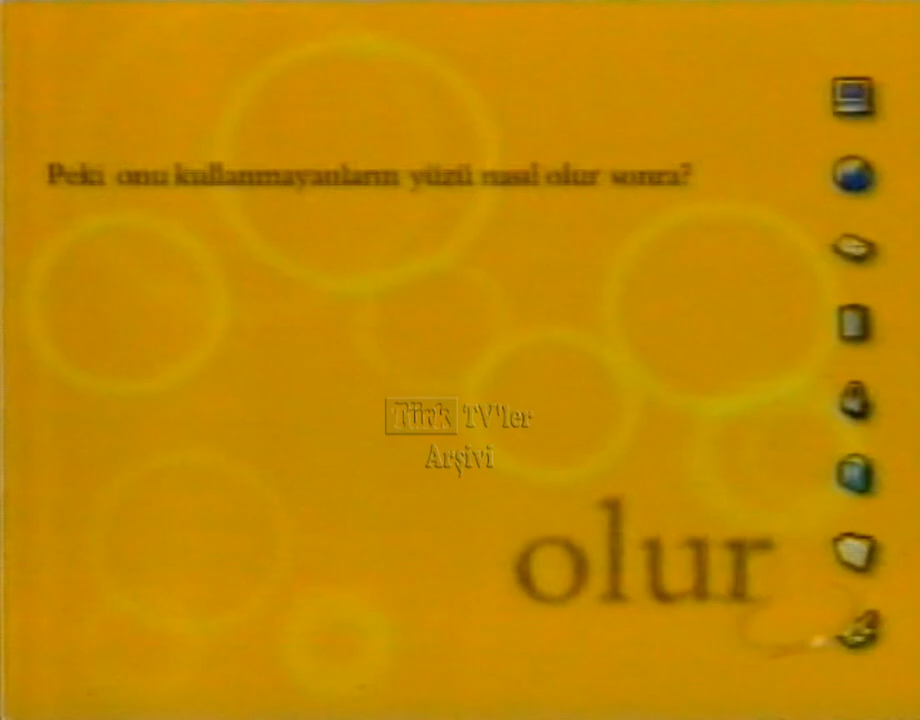 Peki onu kullanmayanların yüzü nasıl olur sonra?
Türk TV'ler
Arşivi
olur